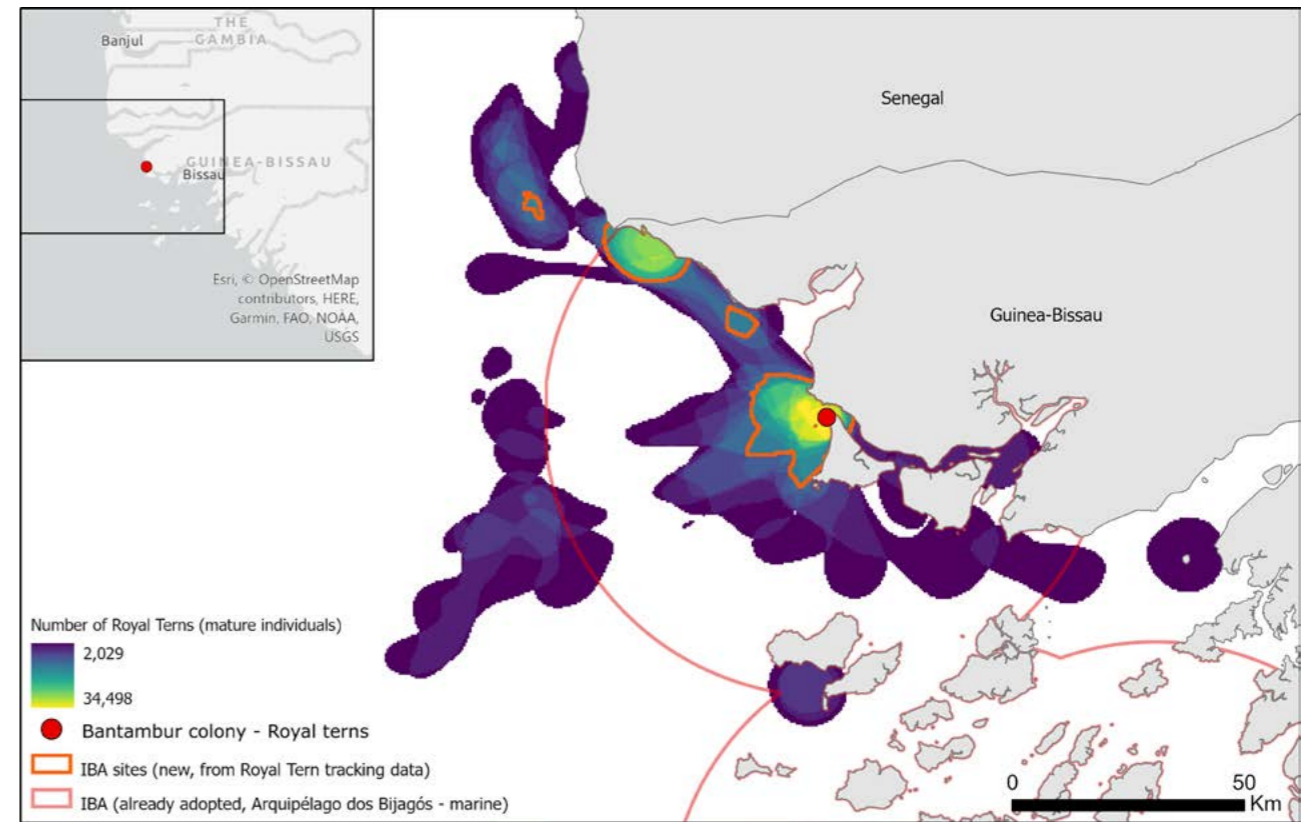 THE
GAMBIA
Banjul
GUINEA-BISSAU
Bissau
Esri, © OpenStreetMap
contributors, HERE,
Garmin, FAO, NOAA,
USGS
Senegal
Guinea-Bissau
Number of Royal Terns (mature individuals)
2,029
34,498
Bantambur colony - Royal terns
IBA sites (new, from Royal Tern tracking data)
IBA (already adopted, Arquipélago dos Bijagós - marine)
0 50
Km